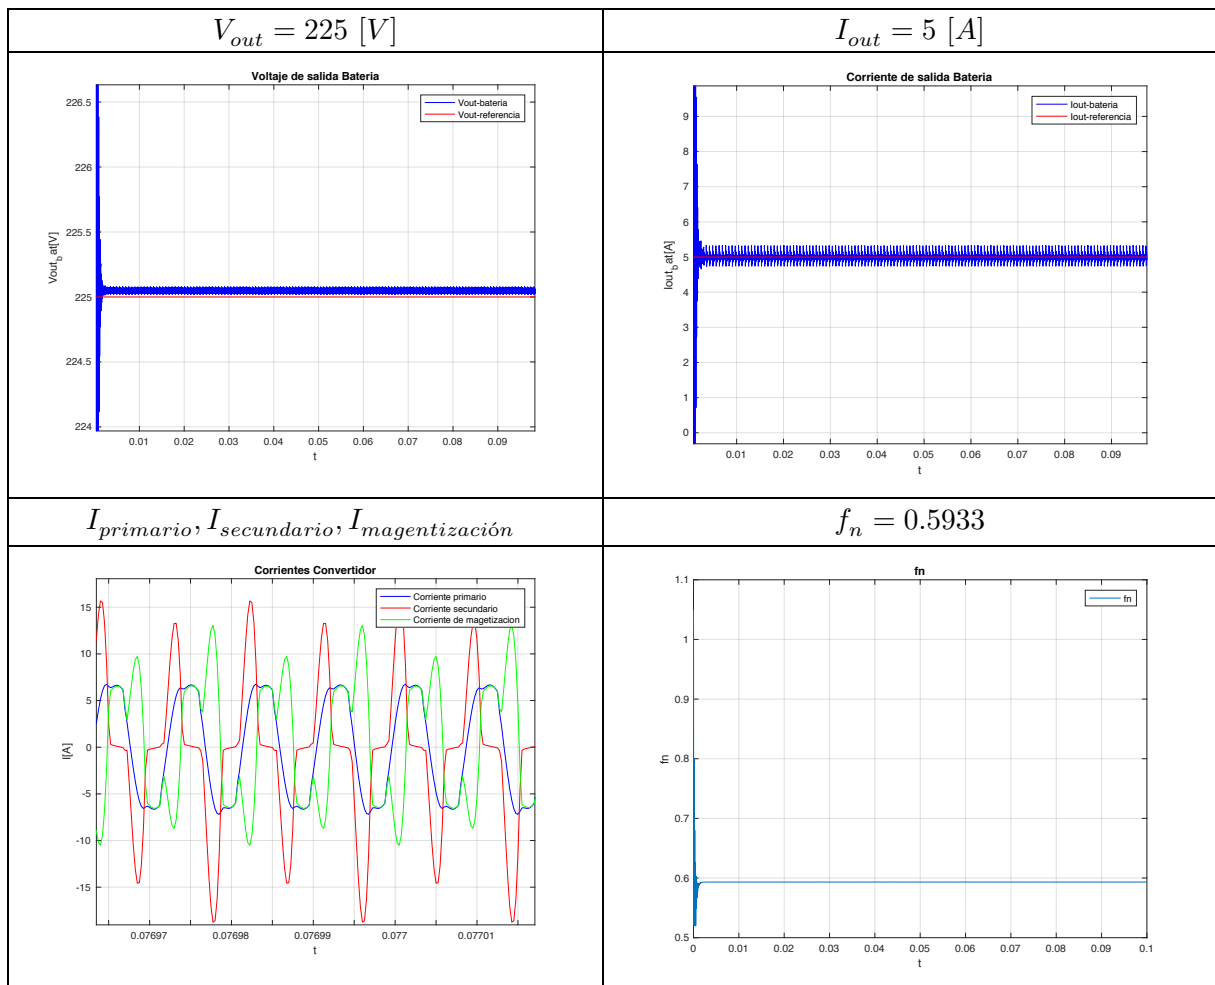 V_out = 225 [V]
I_out = 5 [A]
Voltaje de salida Bateria
Vout-bateria
Vout-referencia
226.5
226
225.5
225
224.5
224
Vout_b at[V]
0.01 0.02 0.03 0.04 0.05 0.06 0.07 0.08 0.09
t
Corriente de salida Bateria
Iout-bateria
Iout-referencia
9
8
7
6
5
4
3
2
1
0
Iout_b at[A]
0.01 0.02 0.03 0.04 0.05 0.06 0.07 0.08 0.09
t
I_primario, I_secundario, I_magentización
f_n = 0.5933
Corrientes Convertidor
Corriente primario
Corriente secundario
Corriente de magetizacion
15
10
5
0
-5
-10
-15
I[A]
0.07697 0.07698 0.07699 0.077 0.07701
t
fn
fn
1.1
1
0.9
0.8
0.7
0.6
0.5
fn
0 0.01 0.02 0.03 0.04 0.05 0.06 0.07 0.08 0.09 0.1
t